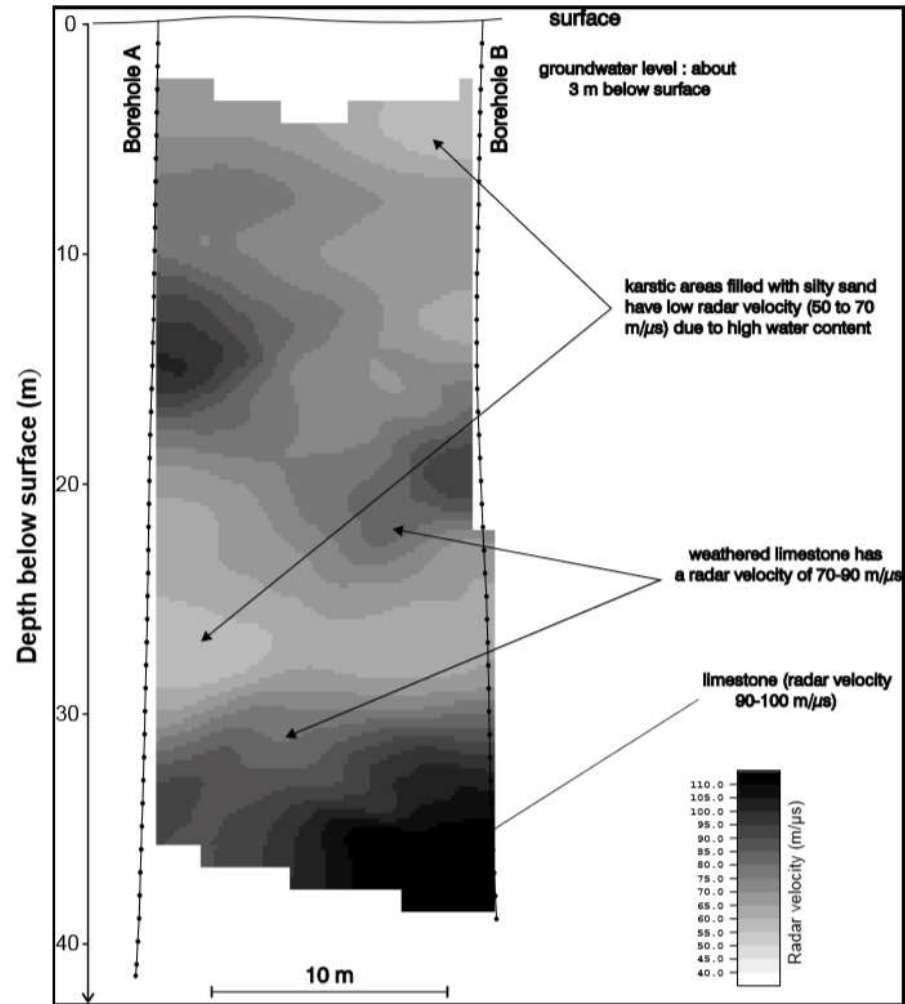 surface
0
Borehole A
Borehole B
groundwater level : about
3 m below surface
10
karstic areas filled with silty sand
have low radar velocity (50 to 70
m/µs) due to high water content
Depth below surface (m)
20
weathered limestone has
a radar velocity of 70-90 m/µs
30
limestone (radar velocity
90-100 m/µs)
110.0
105.0
100.0
95.0
90.0
85.0
80.0
75.0
70.0
65.0
60.0
55.0
50.0
45.0
40.0
Radar velocity (m/µs)
40
10 m